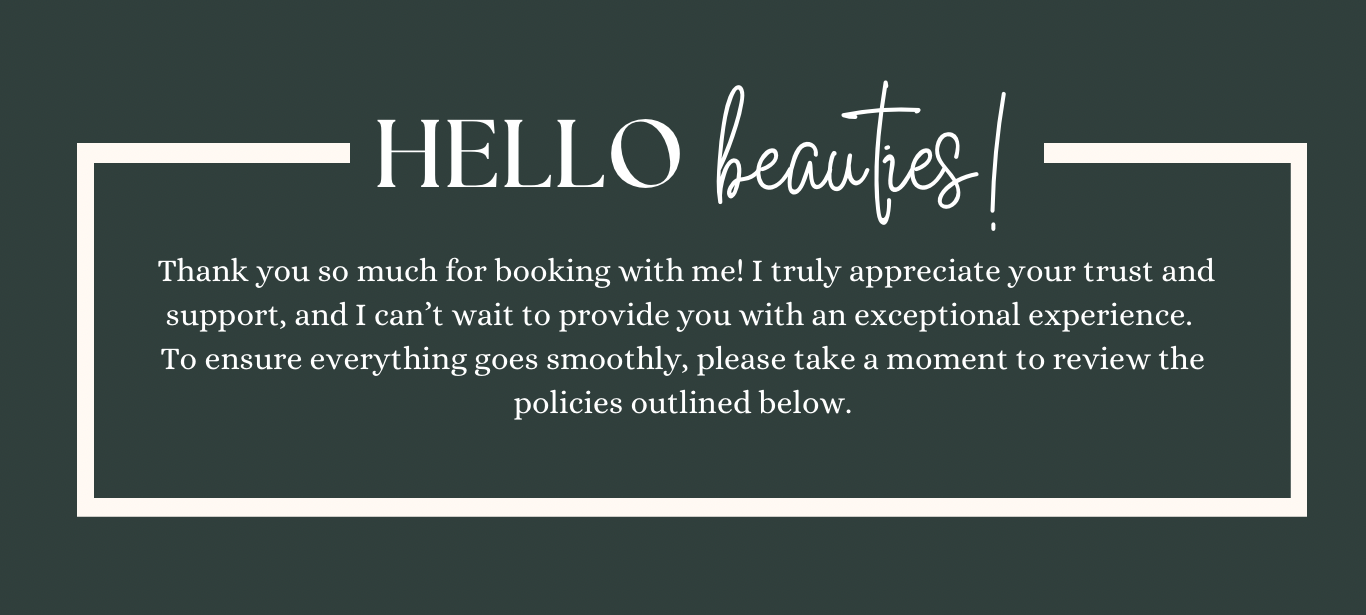 HELLO beauties!
Thank you so much for booking with me! I truly appreciate your trust and
support, and I can’t wait to provide you with an exceptional experience.
To ensure everything goes smoothly, please take a moment to review the
policies outlined below.